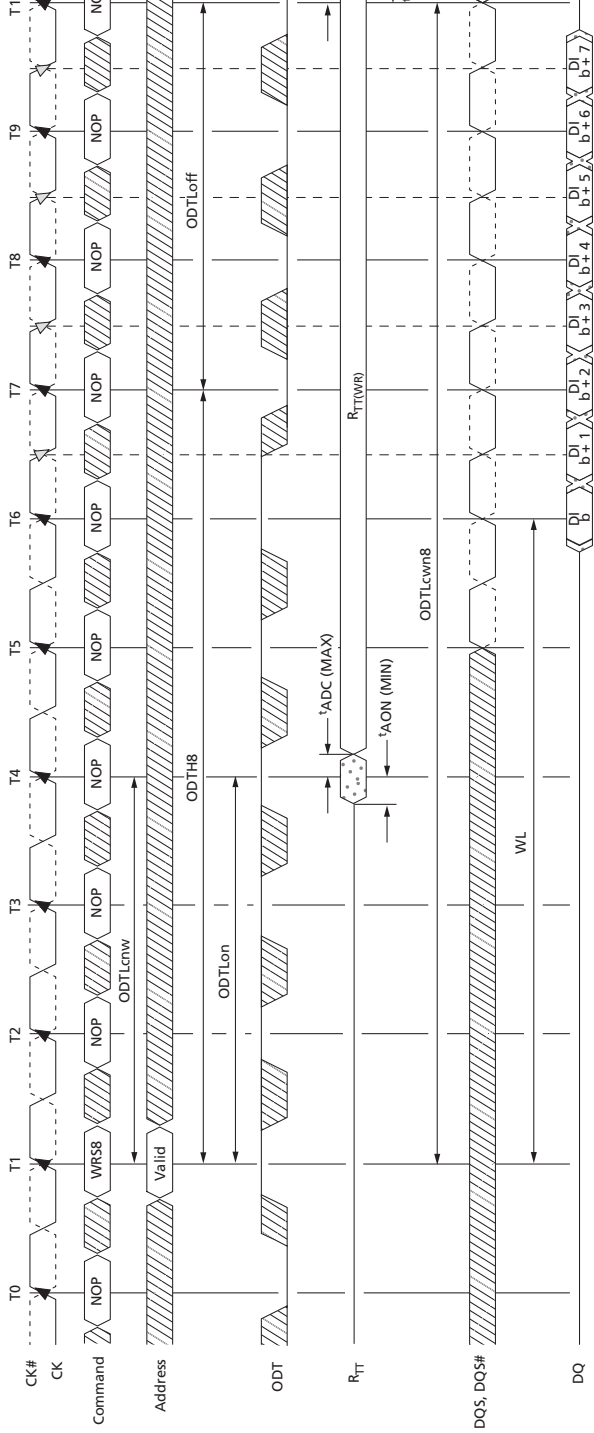 T0 T1 T2 T3 T4 T5 T6 T7 T8 T9 T1
CK#
CK
Command NOP WRS8 NOP NOP NOP NOP NOP NOP NOP NOP
ODTLcnw
Address Valid
ODTH8 ODTLoff
ODTLon
ODT
tADC (MAX)
RTT RTT(WR)
tAON (MIN)
ODTLcwn8
DQS, DQS#
WL
DQ DI b DI b + 1 DI b + 2 DI b + 3 DI b + 4 DI b + 5 DI b + 6 DI b + 7